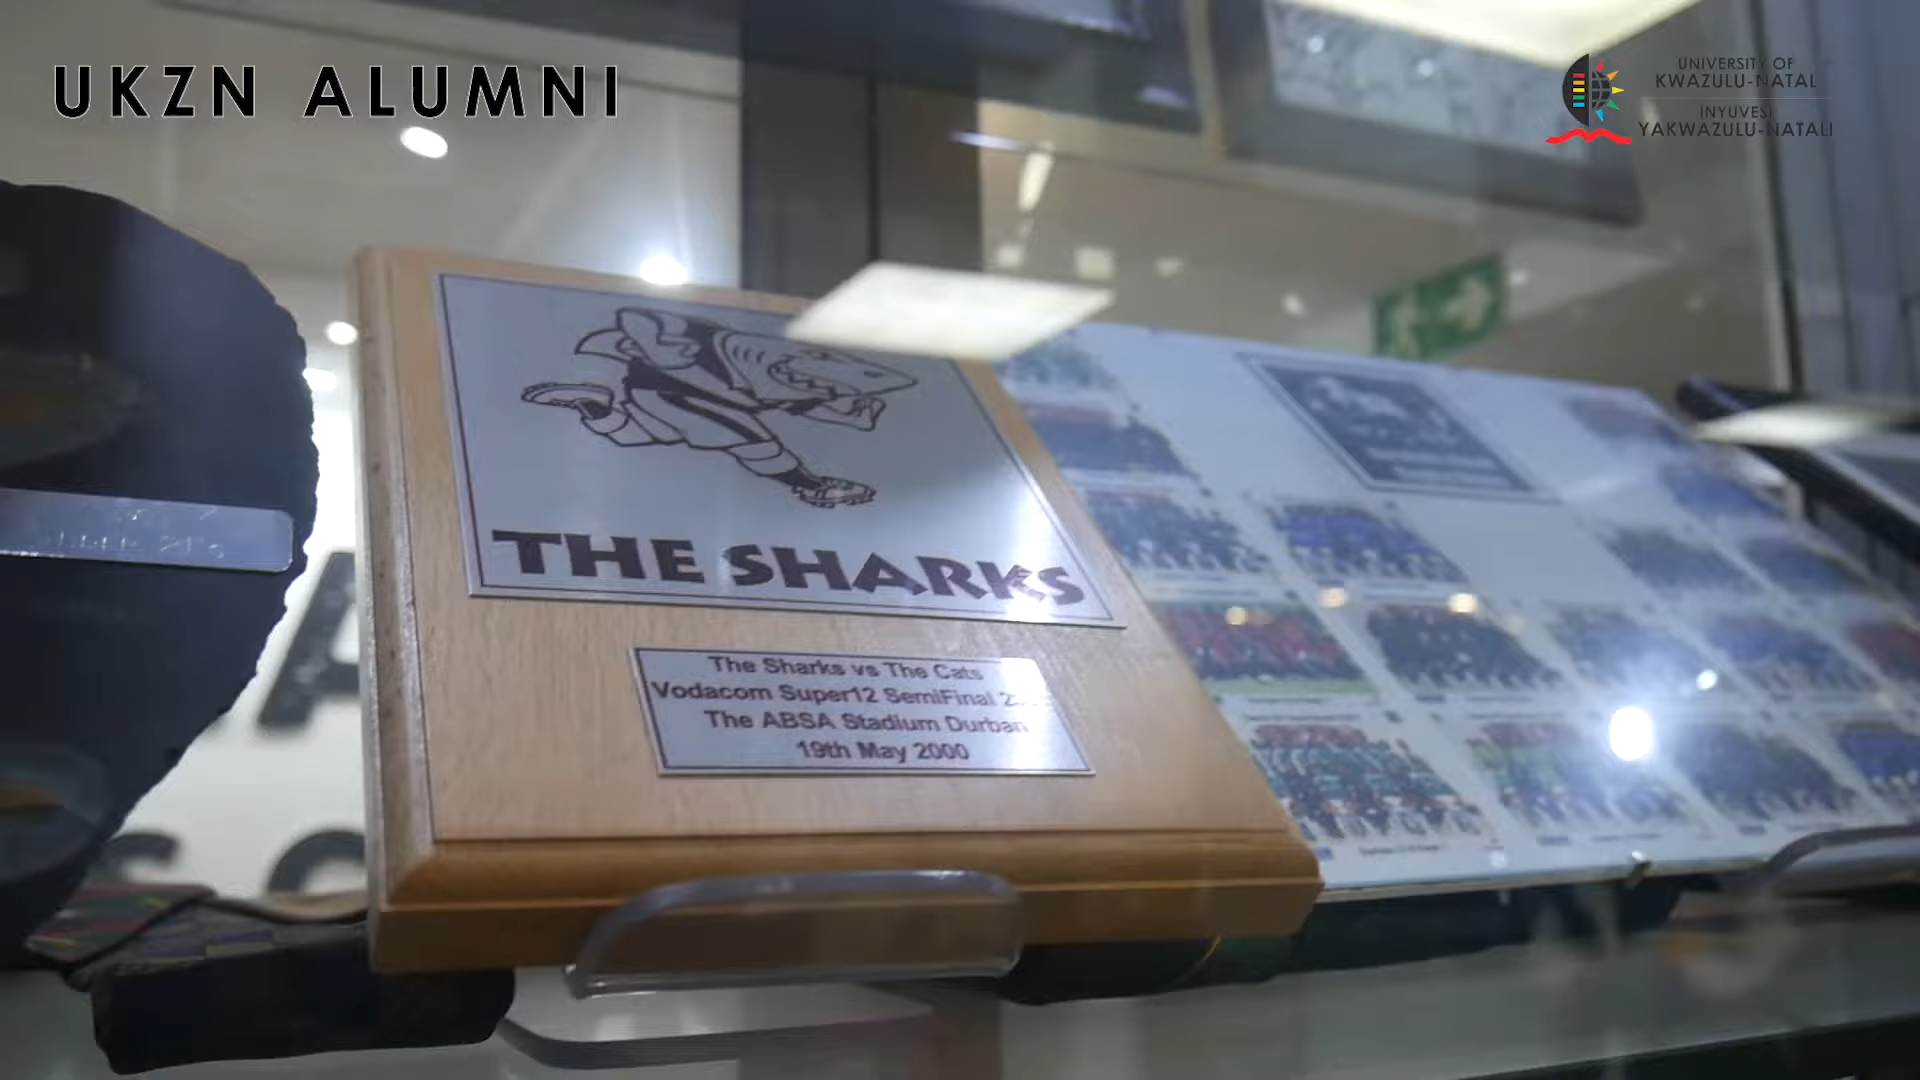 UKZN ALUMNI
UNIVERSITY OF
KWAZULU-NATAL
INYUVESI
YAKWAZULU-NATALI
THE SHARKS
The Sharks vs The Cats
Vodacom Super12 SemiFinal
The ABSA Stadium Durban
19th May 2000